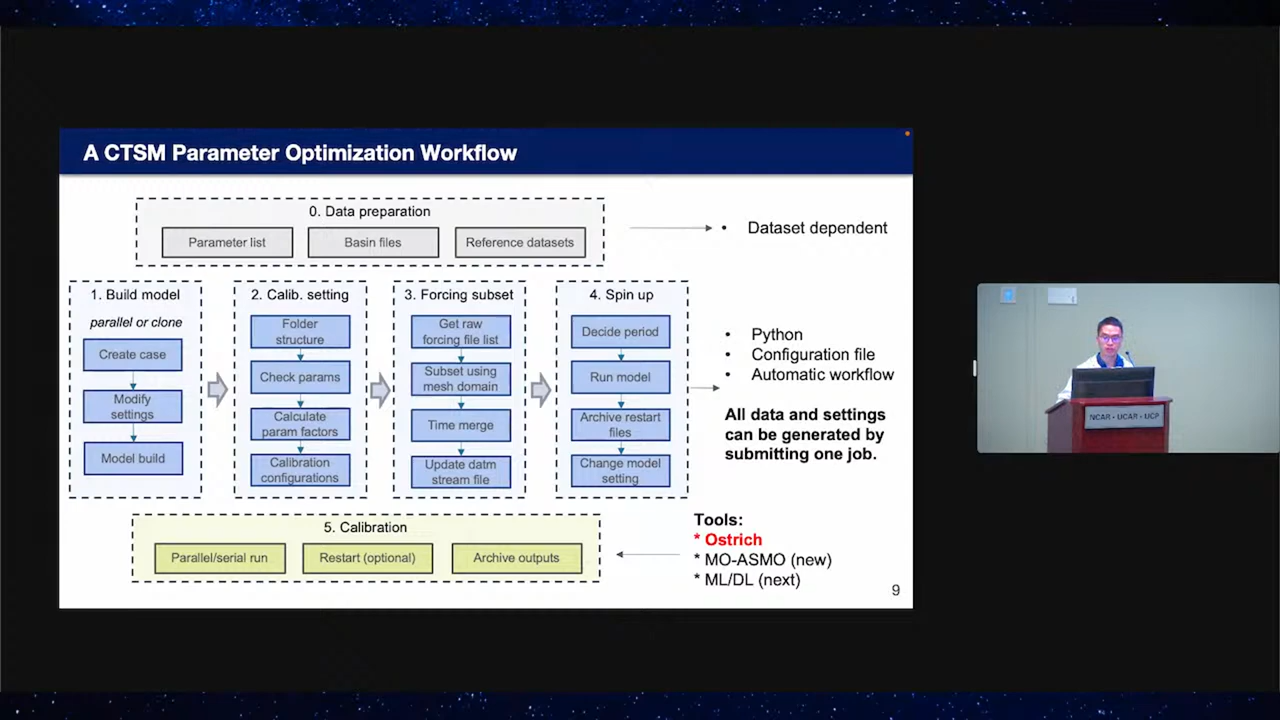 A CTSM Parameter Optimization Workflow
0. Data preparation
Parameter list
Basin files
Reference datasets
• Dataset dependent
1. Build model
parallel or clone
Create case
Modify
settings
Model build
2. Calib. setting
Folder
structure
Check params
Calculate
param factors
Calibration
configurations
3. Forcing subset
Get raw
forcing file list
Subset using
mesh domain
Time merge
Update datm
stream file
4. Spin up
Decide period
Run model
Archive restart
files
Change model
setting
• Python
• Configuration file
• Automatic workflow
All data and settings
can be generated by
submitting one job.
5. Calibration
Parallel/serial run
Restart (optional)
Archive outputs
Tools:
* Ostrich
* MO-ASMO (new)
* ML/DL (next)
9
NCAR • UCAR • UCP